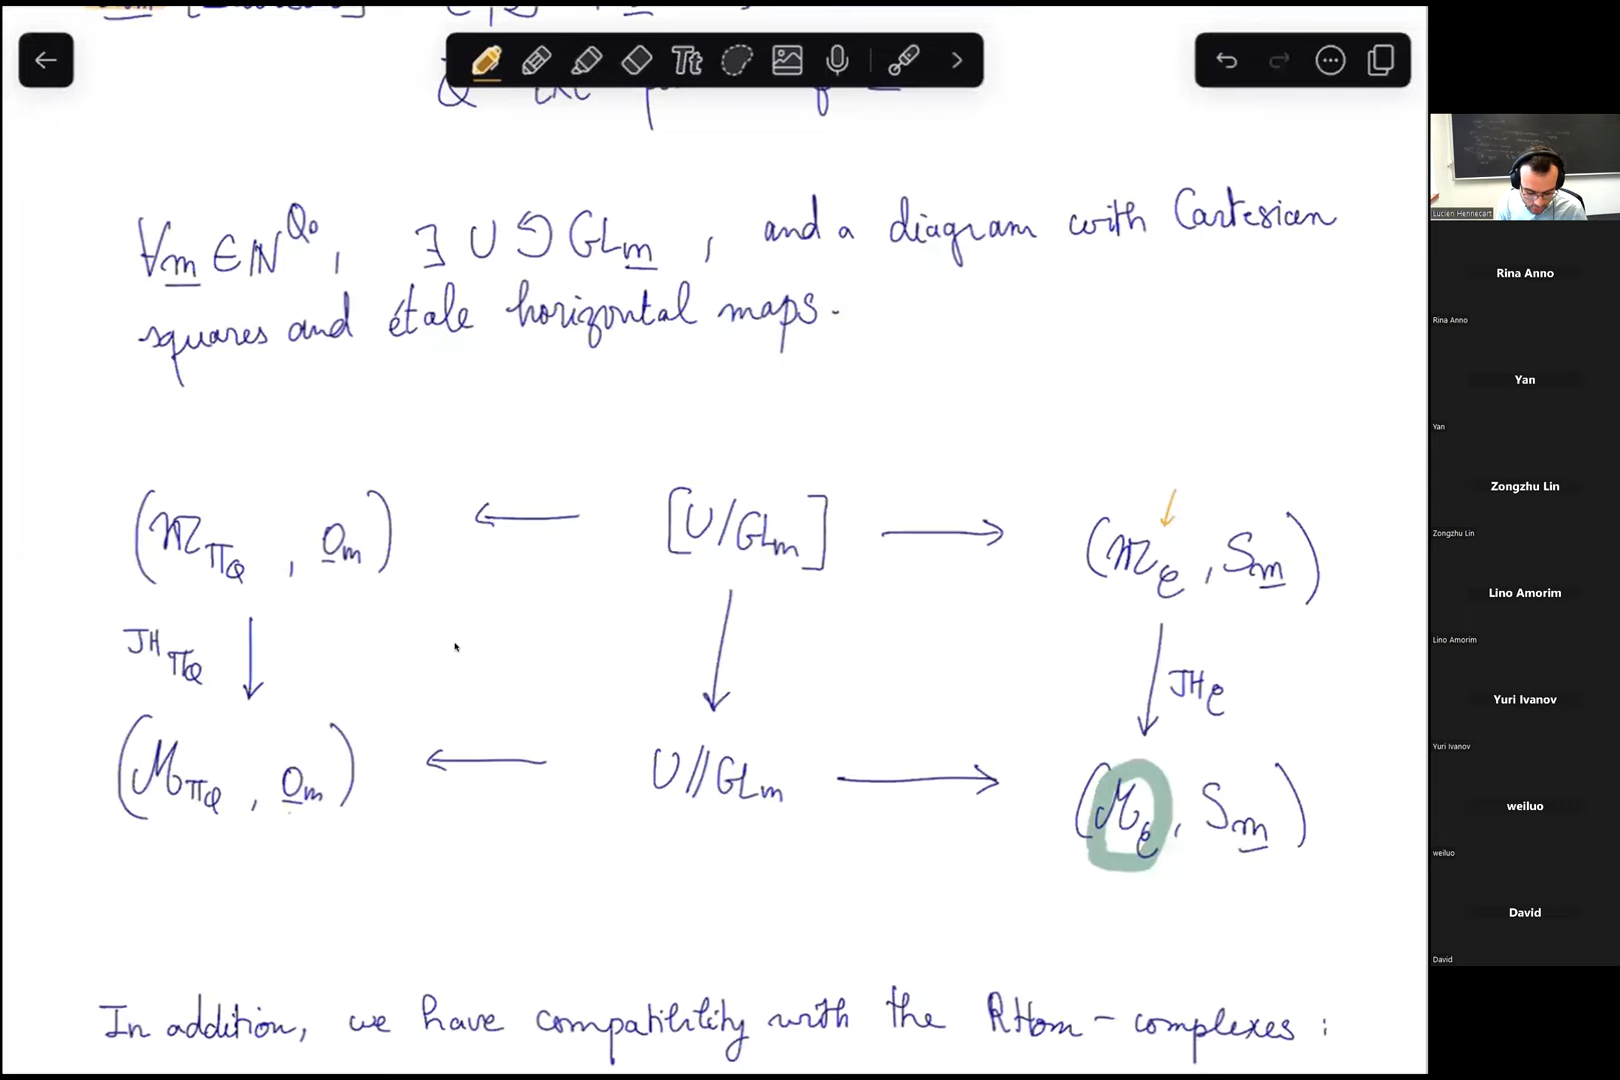 Tt
∀m ∈ ℕ^Q₀, ∃ U ↺ GL_m, and a diagram with Cartesian
squares and étale horizontal maps.
(𝔐_{Π_Q}, 0_m) ← [U/GL_m] → (𝔐_𝒞, S_m)
JH_{Π_Q} ↓ ↓ ↓ JH_𝒞
(ℳ_{Π_Q}, 0_m) ← U//GL_m → (ℳ_𝒞, S_m)
In addition, we have compatibility with the RHom-complexes:
Lucien Hennecart
Rina Anno
Rina Anno
Yan
Yan
Zongzhu Lin
Zongzhu Lin
Lino Amorim
Lino Amorim
Yuri Ivanov
Yuri Ivanov
weiluo
weiluo
David
David